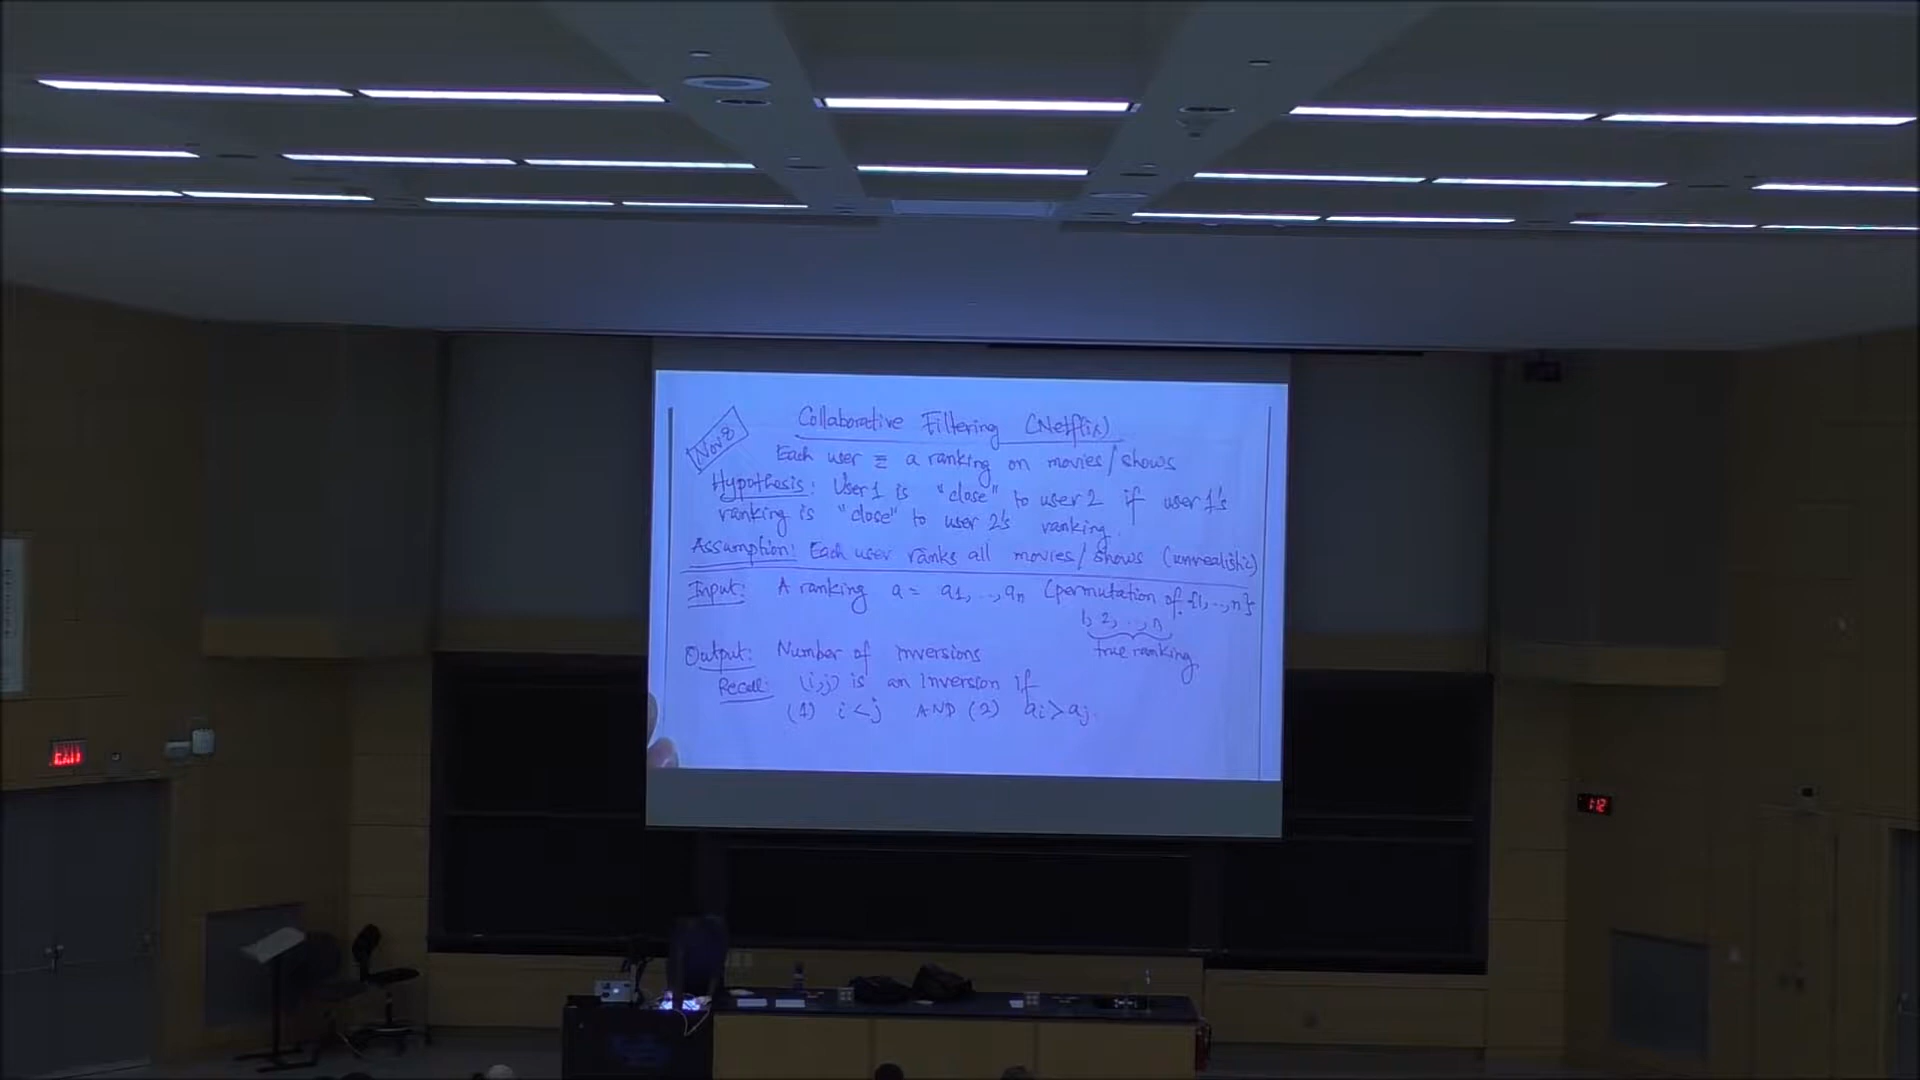 Nov 8
Collaborative Filtering (Netflix)
Each user ≡ a ranking on movies/shows
Hypothesis: User 1 is "close" to user 2 if user 1's
ranking is "close" to user 2's ranking.
Assumption: Each user ranks all movies/shows (unrealistic)
Input: A ranking a = a1, .., an (permutation of {1, .., n}
1, 2, .., n
true ranking
Output: Number of inversions
Recall: (i,j) is an inversion if
(1) i<j AND (2) ai>aj.
EXIT
1:12